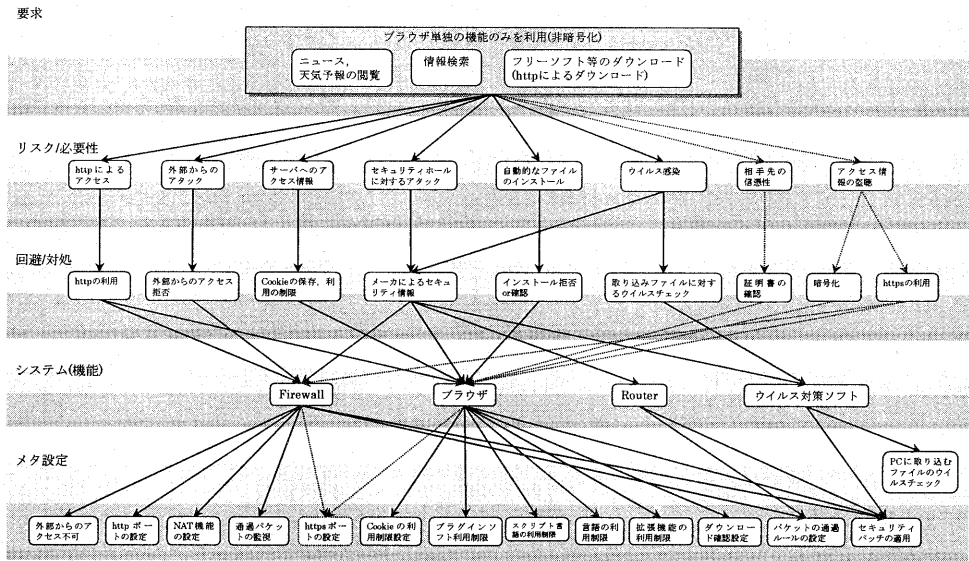 要求
ブラウザ単独の機能のみを利用(非暗号化)
ニュース,
天気予報の閲覧
情報検索
フリーソフト等のダウンロード
(httpによるダウンロード)
リスク/必要性
httpによる
アクセス
外部からの
アタック
サーバへのア
クセス情報
セキュリティホール
に対するアタック
自動的なファイル
のインストール
ウイルス感染
相手先の
信憑性
アクセス情
報の盗聴
回避/対処
httpの利用
外部からのアクセス
拒否
Cookieの保存, 利
用の制限
メーカによるセキュ
リティ情報
インストール拒否
or確認
取り込みファイルに対す
るウイルスチェック
証明書の
確認
暗号化
httpsの利用
システム(機能)
Firewall
ブラウザ
Router
ウイルス対策ソフト
メタ設定
PCに取り込む
ファイルのウイ
ルスチェック
外部からのア
クセス不可
httpポート
の設定
NAT機能
の設定
通過パケッ
トの監視
httpsポー
トの設定
Cookieの利
用制限設定
プラグインソ
フト利用制限
スクリプト言
語の利用制限
言語の利
用制限
拡張機能の
利用制限
ダウンロー
ド確認設定
パケットの通過
ルールの設定
セキュリティ
パッチの適用